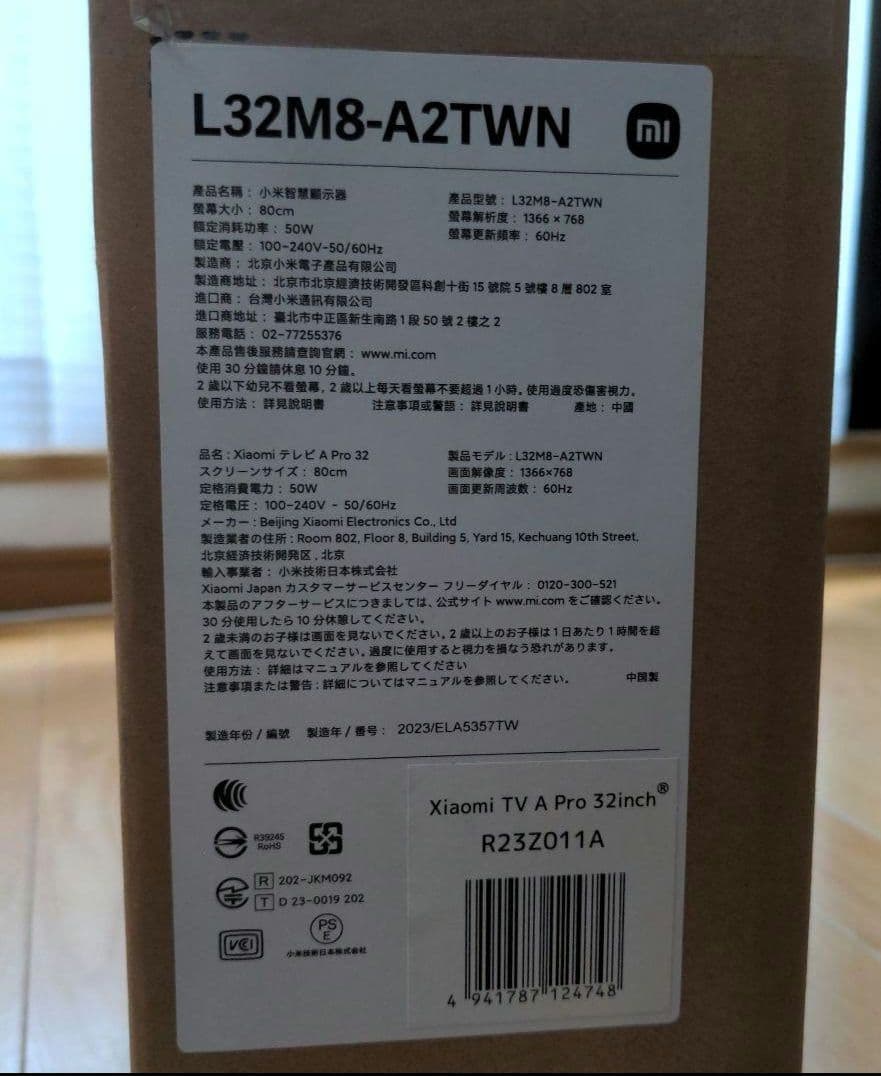 L32M8-A2TWN
mi
產品名稱：小米智慧顯示器
產品型號：L32M8-A2TWN
螢幕大小：80cm
螢幕解析度：1366 × 768
額定消耗功率：50W
螢幕更新頻率：60Hz
額定電壓：100-240V~50/60Hz
製造商：北京小米電子產品有限公司
製造商地址：北京市北京經濟技術開發區科創十街 15 號院 5 號樓 8 層 802 室
進口商：台灣小米通訊有限公司
進口商地址：臺北市中正區新生南路 1 段 50 號 2 樓之 2
服務電話：02-77255376
本產品售後服務請查詢官網：www.mi.com
使用 30 分鐘請休息 10 分鐘。
2 歲以下幼兒不看螢幕，2 歲以上每天看螢幕不要超過 1 小時。使用過度恐傷害視力。
使用方法：詳見說明書 注意事項或警語：詳見說明書 產地：中國
品名：Xiaomi テレビ A Pro 32
製品モデル：L32M8-A2TWN
スクリーンサイズ：80cm
画面解像度：1366×768
定格消費電力：50W
画面更新周波数：60Hz
定格電圧：100-240V ~ 50/60Hz
メーカー：Beijing Xiaomi Electronics Co., Ltd
製造業者の住所：Room 802, Floor 8, Building 5, Yard 15, Kechuang 10th Street,
北京経済技術開発区，北京
輸入事業者：小米技術日本株式会社
Xiaomi Japan カスタマーサービスセンター フリーダイヤル：0120-300-521
本製品のアフターサービスにつきましては、公式サイト www.mi.com をご確認ください。
30 分使用したら 10 分休憩してください。
2 歳未満のお子様は画面を見ないでください。2 歳以上のお子様は 1 日あたり 1 時間を超
えて画面を見ないでください。過度に使用すると視力を損なう恐れがあります。
使用方法：詳細はマニュアルを参照してください
注意事項または警告：詳細についてはマニュアルを参照してください。 中国製
製造年份 / 編號 製造年 / 番号：2023/ELA5357TW
Xiaomi TV A Pro 32inch®
R23Z011A
R39245
RoHS
R 202-JKM092
T D 23-0019 202
VCCI
PS
E
小米技術日本株式会社
4 941787 124748